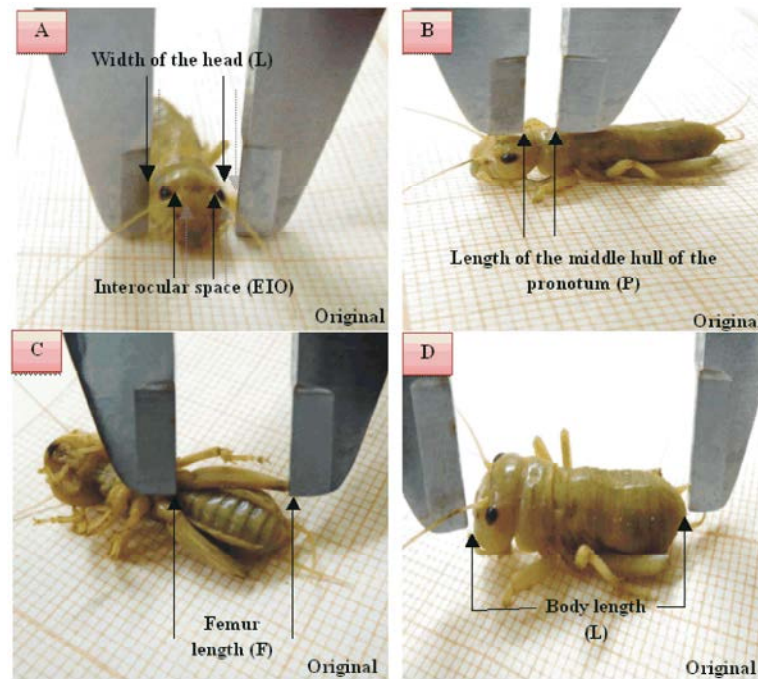 A
Width of the head (L)
Interocular space (EIO)
Original
B
Length of the middle hull of the
pronotum (P)
Original
C
Femur
length (F)
Original
D
Body length
(L)
Original